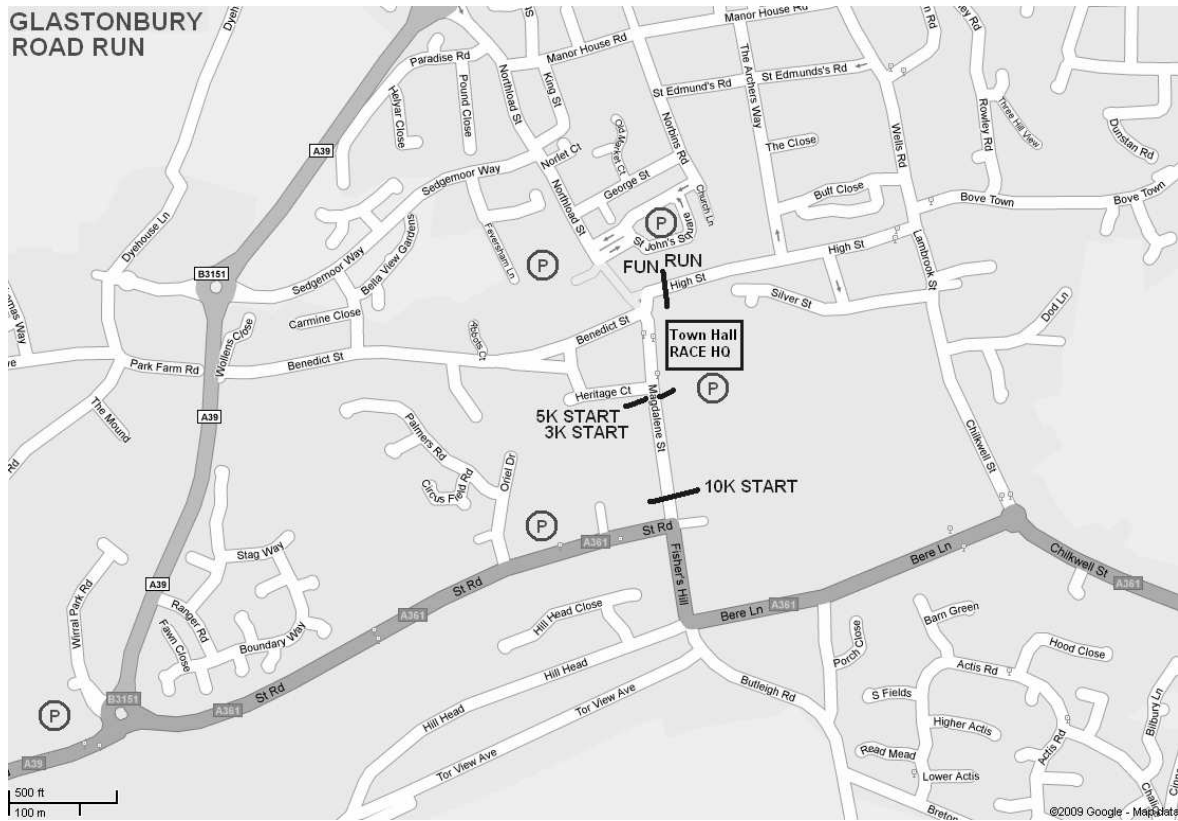 GLASTONBURY
ROAD RUN
Paradise Rd
Manor House Rd
Manor House Rd
Northload St
King St
Pound Close
Helyar Close
A39
St Edmund's Rd
St Edmunds's Rd
The Archers Way
Norbins Rd
Wells Rd
Rowley Rd
Three Hill View
Dunstan Rd
Old Market Ct
Norlet Ct
The Close
Sedgemoor Way
George St
Northload St
Church Ln
Buff Close
Bove Town
Bove Town
Dyehouse Ln
Feversham Ln
P
P
St John's Sq
High St
Lambrook St
B3151
Sedgemoor Way
Bella View Gardens
FUN RUN
High St
Silver St
Dod Ln
Carmine Close
Benedict St
Abbots Ct
Town Hall
RACE HQ
Wollens Close
Park Farm Rd
Benedict St
Heritage Ct
P
The Mound
A39
5K START
3K START
Magdalene St
Palmers Rd
Circus Field Rd
Oriel Dr
10K START
Chilkwell St
P
St Rd
A361
Fisher's Hill
Bere Ln
Chilkwell St
A361
Stag Way
A39
Wirral Park Rd
Ranger Rd
Fawn Close
Boundary Way
St Rd
A361
Hill Head Close
Bere Ln
A361
Barn Green
Porch Close
Hood Close
Hill Head
Actis Rd
St Rd
A361
B3151
P
Tor View Ave
Butleigh Rd
S Fields
Bilbury Ln
Hill Head
Higher Actis
Actis Rd
Read Mead
Tor View Ave
Lower Actis
A39
500 ft
100 m
©2009 Google - Map data